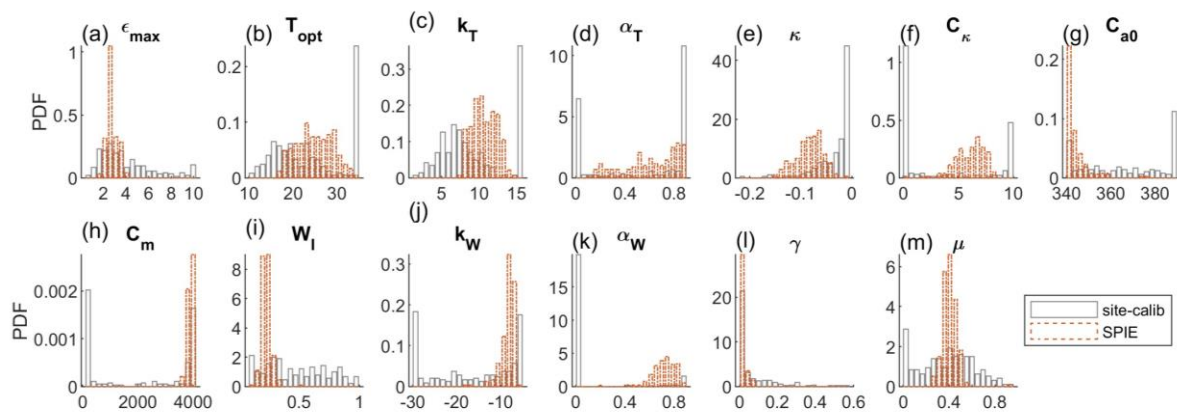 (a) ϵmax
(b) Topt
(c) kT
(d) αT
(e) κ
(f) Cκ
(g) Ca0
PDF
1
0.5
0
2 4 6 8 10
0.2
0.1
0
10 20 30
0.3
0.2
0.1
0
5 10 15
10
5
0
0 0.4 0.8
40
20
0
-0.2 -0.1 0
1
0.5
0
0 5 10
0.2
0.1
0
340 360 380
(h) Cm
(i) WI
(j) kW
(k) αW
(l) γ
(m) μ
PDF
0.002
0.001
0
0 2000 4000
8
6
4
2
0
0.5 1
0.3
0.2
0.1
0
-30 -20 -10
15
10
5
0
0 0.4 0.8
20
10
0
0 0.2 0.4 0.6
6
4
2
0
0 0.4 0.8
site-calib
SPIE